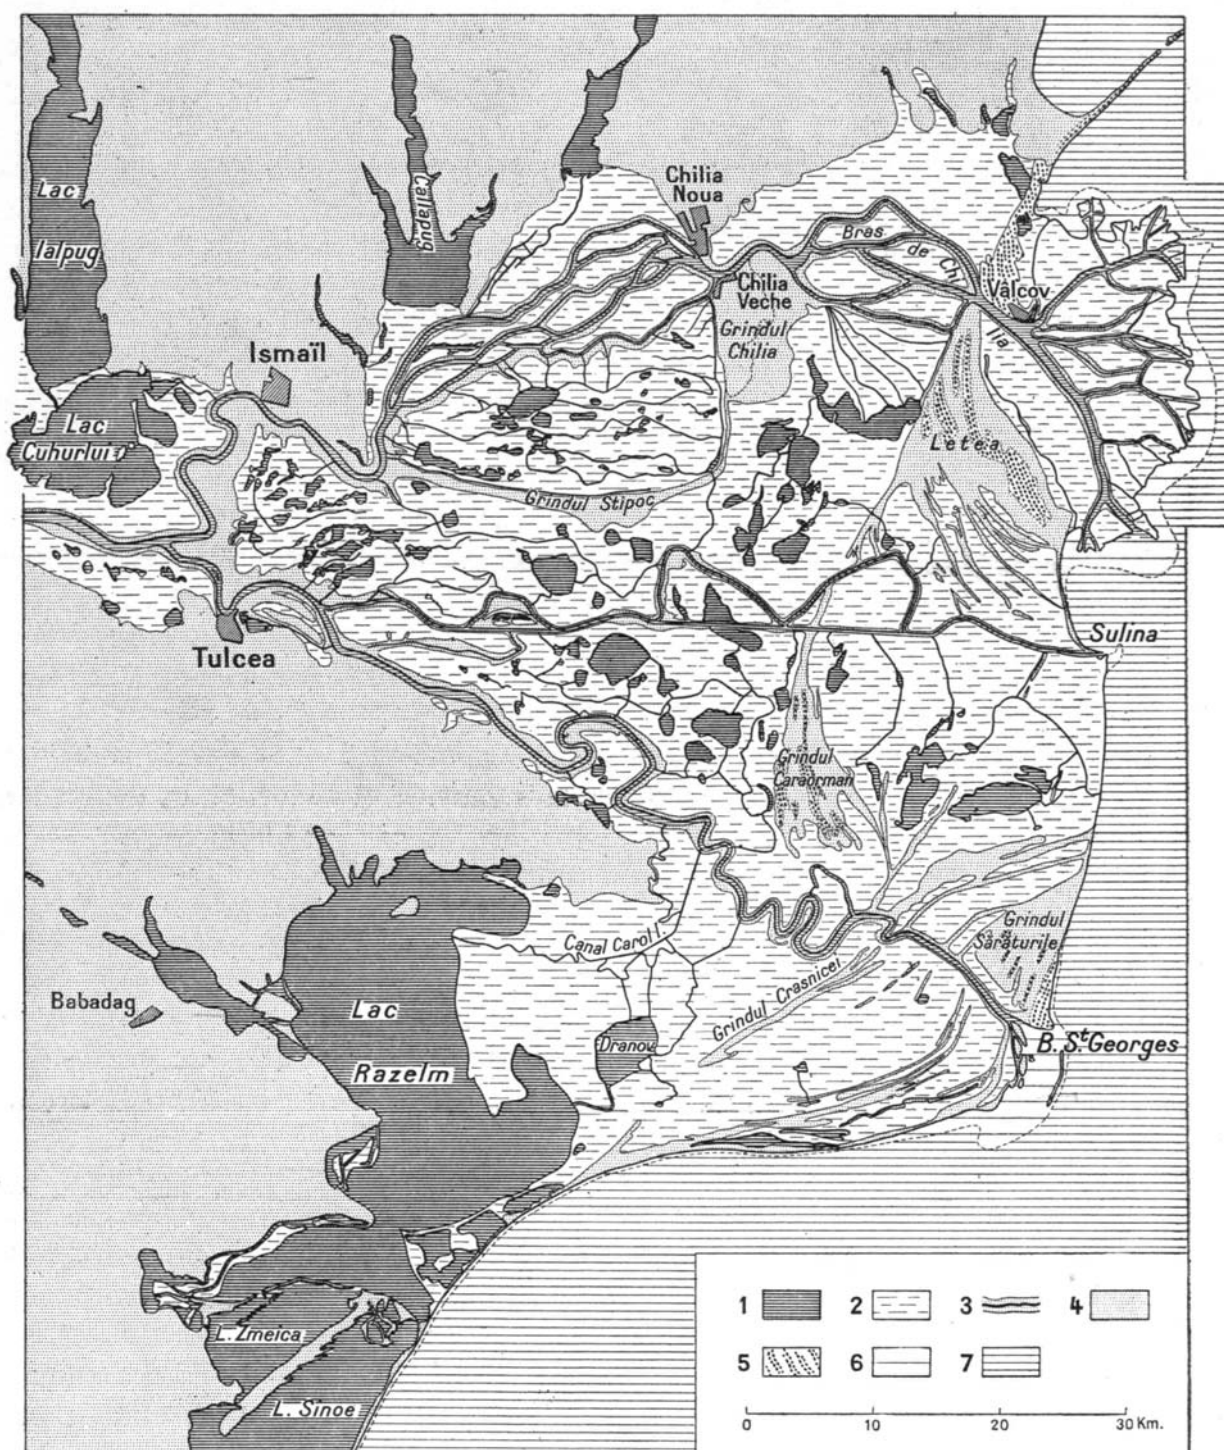 Lac
Ialpug
Callapug
Chilia
Noua
Bras
de Chi
lia
Chilia
Veche
Vâlcov
Grindul
Chilia
Ismaïl
Lac
Cuhurlui
Letea
Grindul Stipoc
Tulcea
Sulina
Grindul
Caraorman
Grindul
Sărăturile
Canal Carol I.
Grindul Crasnicei
Babadag
Lac
Razelm
Dranov
B. St Georges
L. Zmeica
L. Sinoe
1 2 3 4
5 6 7
0 10 20 30 Km.